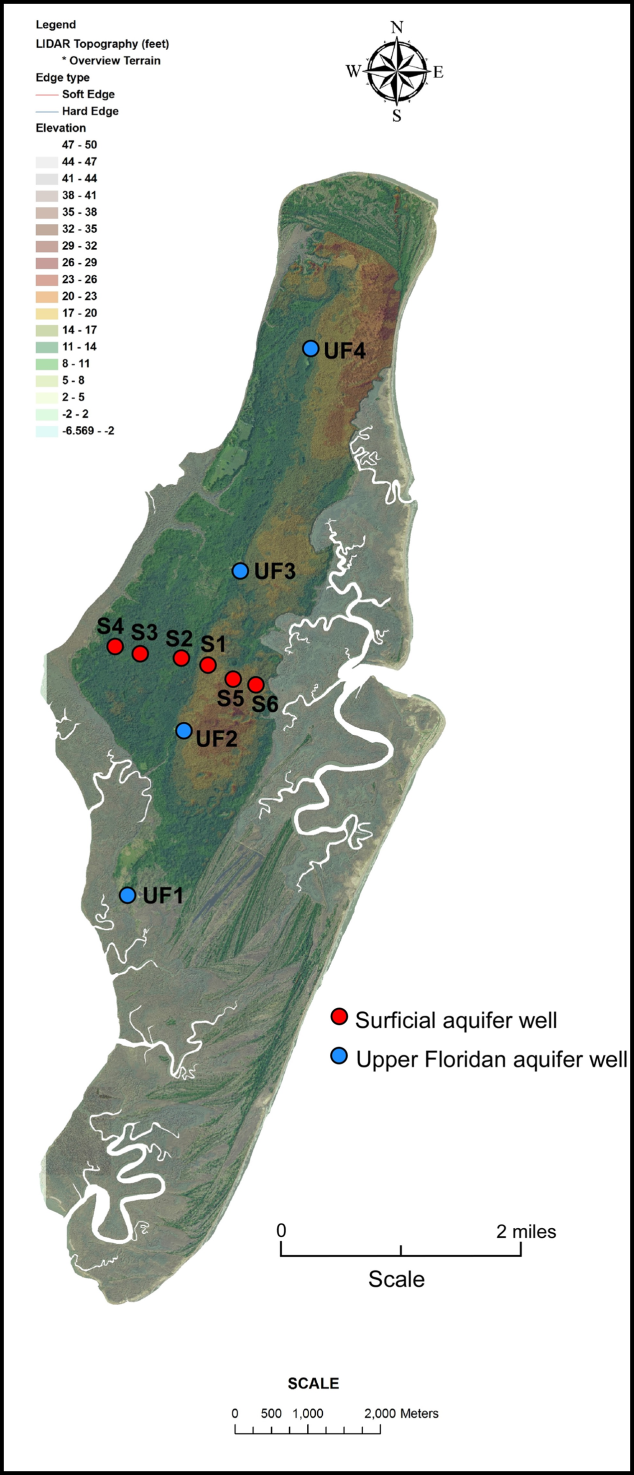 Legend
LIDAR Topography (feet)
* Overview Terrain
Edge type
Soft Edge
Hard Edge
Elevation
47 - 50
44 - 47
41 - 44
38 - 41
35 - 38
32 - 35
29 - 32
26 - 29
23 - 26
20 - 23
17 - 20
14 - 17
11 - 14
8 - 11
5 - 8
2 - 5
-2 - 2
-6.569 - -2
N
W E
S
UF4
UF3
S4 S3 S2 S1
S5 S6
UF2
UF1
Surficial aquifer well
Upper Floridan aquifer well
0 2 miles
Scale
SCALE
0 500 1,000 2,000 Meters